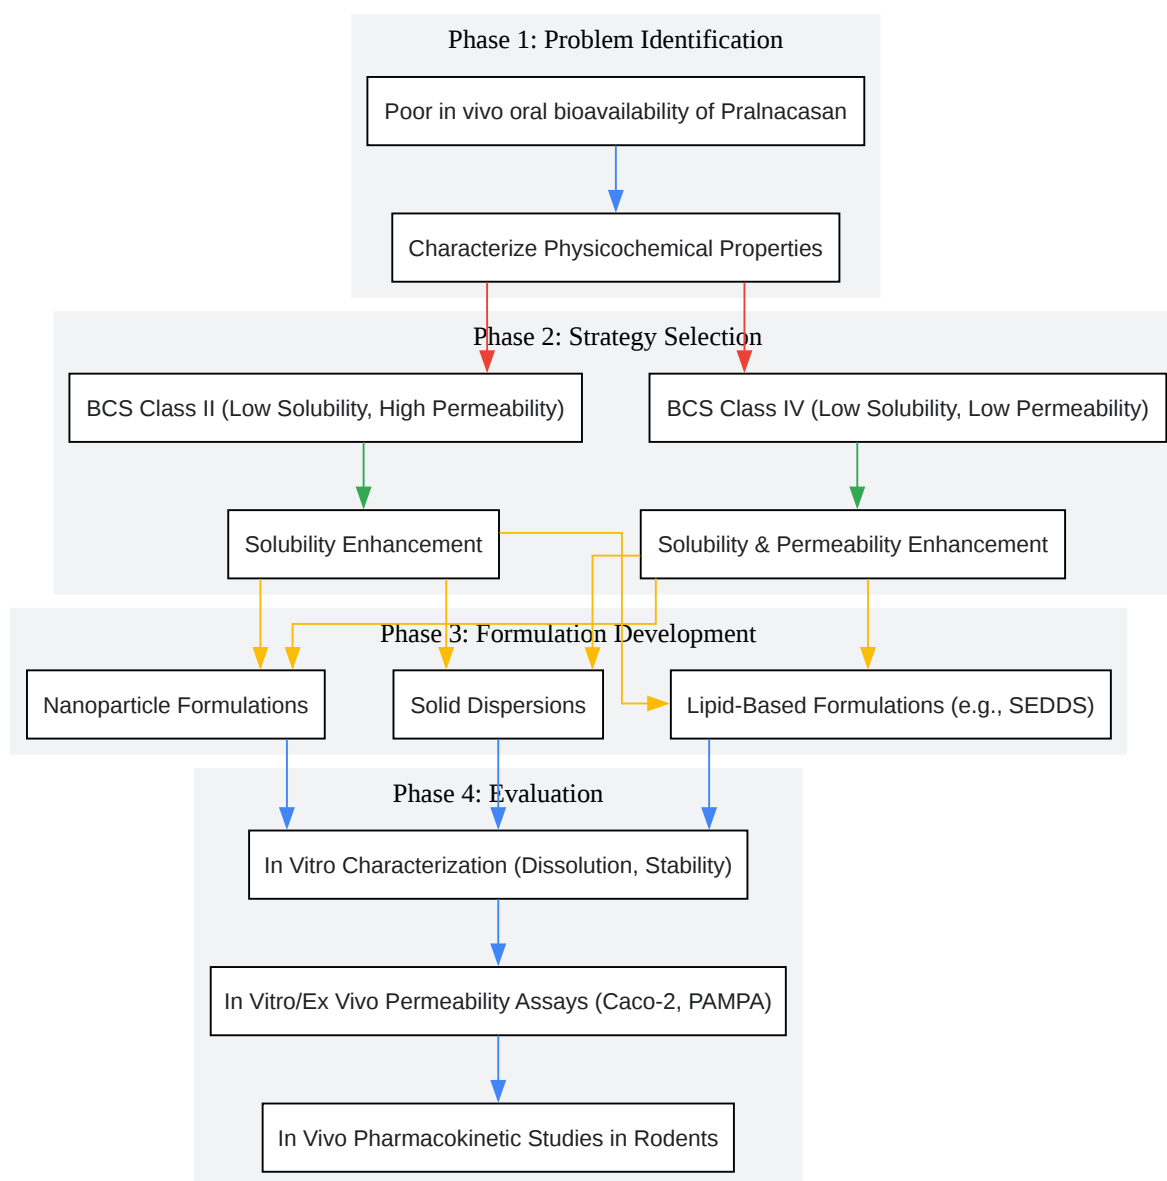 Phase 1: Problem Identification
Poor in vivo oral bioavailability of Pralnacasan
Characterize Physicochemical Properties
Phase 2: Strategy Selection
BCS Class II (Low Solubility, High Permeability)
BCS Class IV (Low Solubility, Low Permeability)
Solubility Enhancement
Solubility & Permeability Enhancement
Phase 3: Formulation Development
Nanoparticle Formulations
Solid Dispersions
Lipid-Based Formulations (e.g., SEDDS)
Phase 4: Evaluation
In Vitro Characterization (Dissolution, Stability)
In Vitro/Ex Vivo Permeability Assays (Caco-2, PAMPA)
In Vivo Pharmacokinetic Studies in Rodents